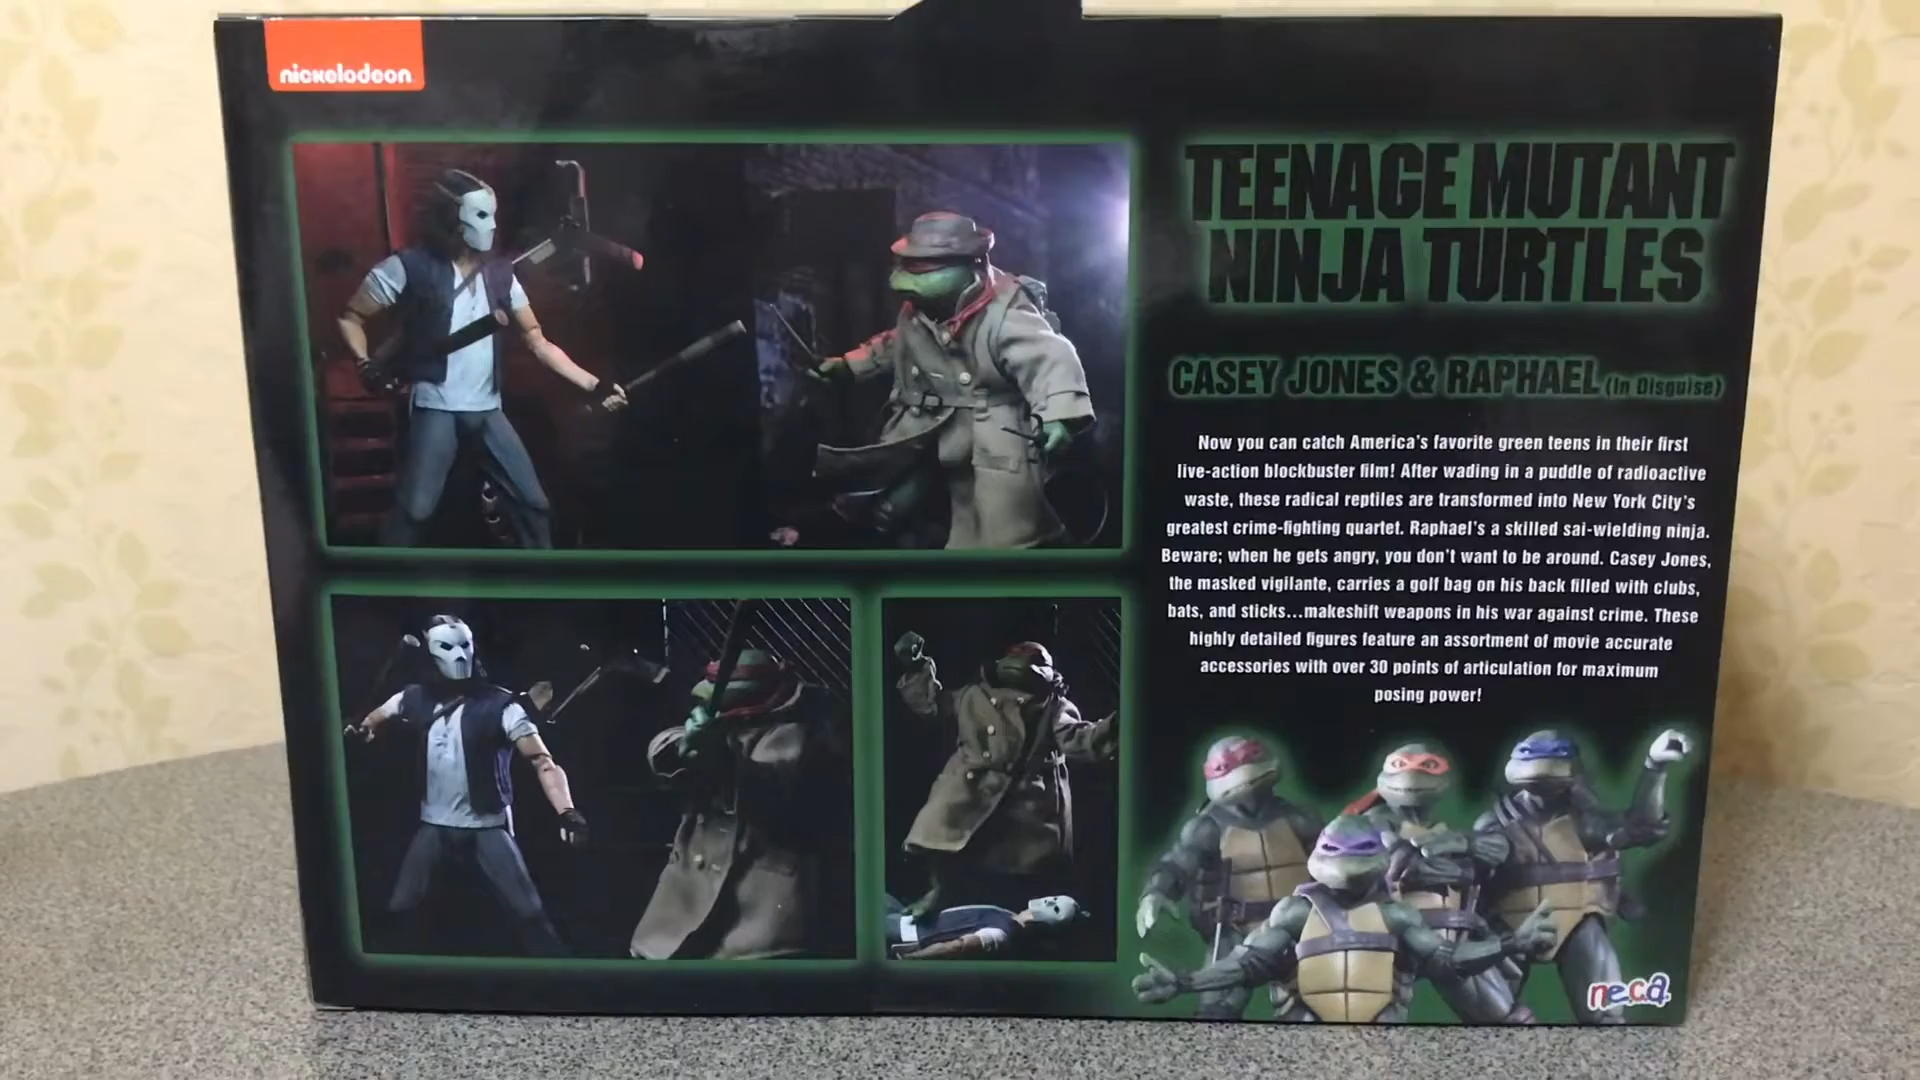 nickelodeon
TEENAGE MUTANT
NINJA TURTLES
CASEY JONES & RAPHAEL (In Disguise)
Now you can catch America's favorite green teens in their first
live-action blockbuster film! After wading in a puddle of radioactive
waste, these radical reptiles are transformed into New York City's
greatest crime-fighting quartet. Raphael's a skilled sai-wielding ninja.
Beware; when he gets angry, you don't want to be around. Casey Jones,
the masked vigilante, carries a golf bag on his back filled with clubs,
bats, and sticks...makeshift weapons in his war against crime. These
highly detailed figures feature an assortment of movie accurate
accessories with over 30 points of articulation for maximum
posing power!
neca